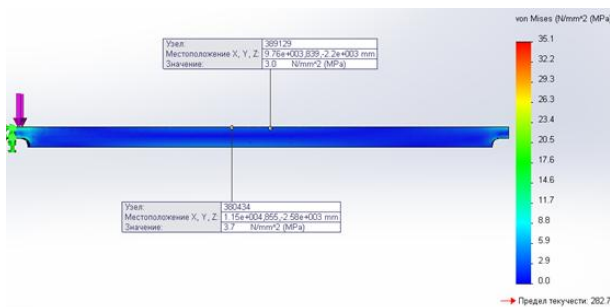 von Mises (N/mm^2 (MPa)
35.1
32.2
29.3
26.3
23.4
20.5
17.6
14.6
11.7
8.8
5.9
2.9
0.0
Предел текучести: 282.7
Узел: 389129
Местоположение X, Y, Z: 9.76e+003,839,-2.2e+003 mm
Значение: 3.0 N/mm^2 (MPa)
Узел: 380434
Местоположение X, Y, Z: 1.15e+004,855,-2.58e+003 mm
Значение: 3.7 N/mm^2 (MPa)